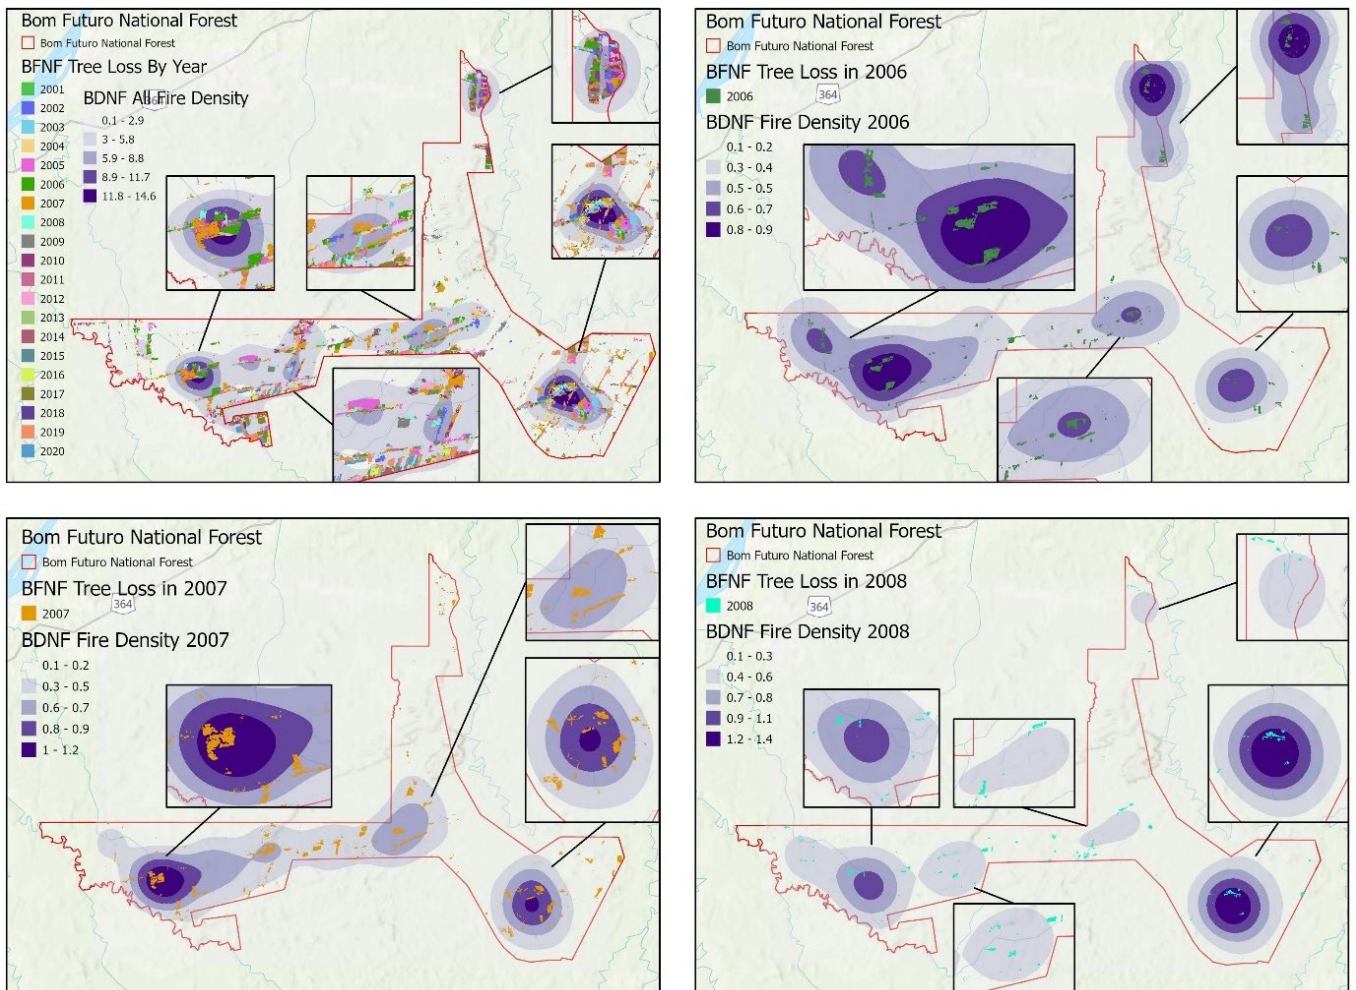 Bom Futuro National Forest
Bom Futuro National Forest
BFNF Tree Loss By Year
2001
2002
2003
2004
2005
2006
2007
2008
2009
2010
2011
2012
2013
2014
2015
2016
2017
2018
2019
2020
364
BDNF All Fire Density
0.1 - 2.9
3 - 5.8
5.9 - 8.8
8.9 - 11.7
11.8 - 14.6
Bom Futuro National Forest
Bom Futuro National Forest
BFNF Tree Loss in 2006
2006
364
BDNF Fire Density 2006
0.1 - 0.2
0.3 - 0.4
0.5 - 0.5
0.6 - 0.7
0.8 - 0.9
Bom Futuro National Forest
Bom Futuro National Forest
BFNF Tree Loss in 2007
2007
364
BDNF Fire Density 2007
0.1 - 0.2
0.3 - 0.5
0.6 - 0.7
0.8 - 0.9
1 - 1.2
Bom Futuro National Forest
Bom Futuro National Forest
BFNF Tree Loss in 2008
2008
364
BDNF Fire Density 2008
0.1 - 0.3
0.4 - 0.6
0.7 - 0.8
0.9 - 1.1
1.2 - 1.4